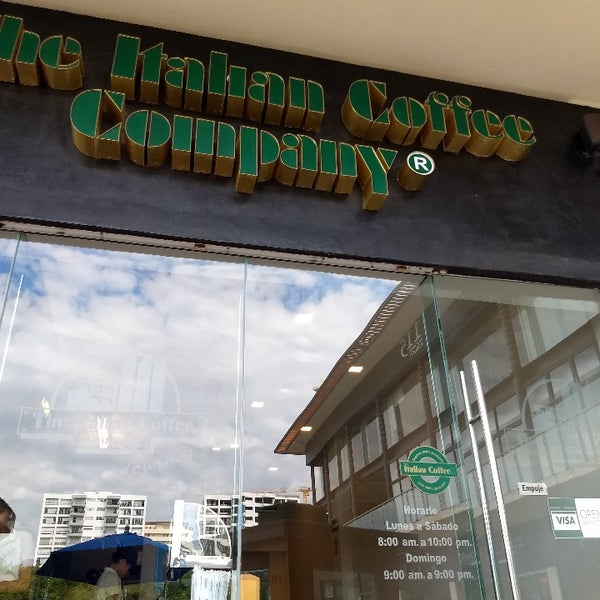 The Italian Coffee
Company ®
Italian Coffee
Horario
Lunes a Sábado
8:00 am. a 10:00 pm.
Domingo
9:00 am. a 9:00 pm.
Empuje
VISA
OPEN